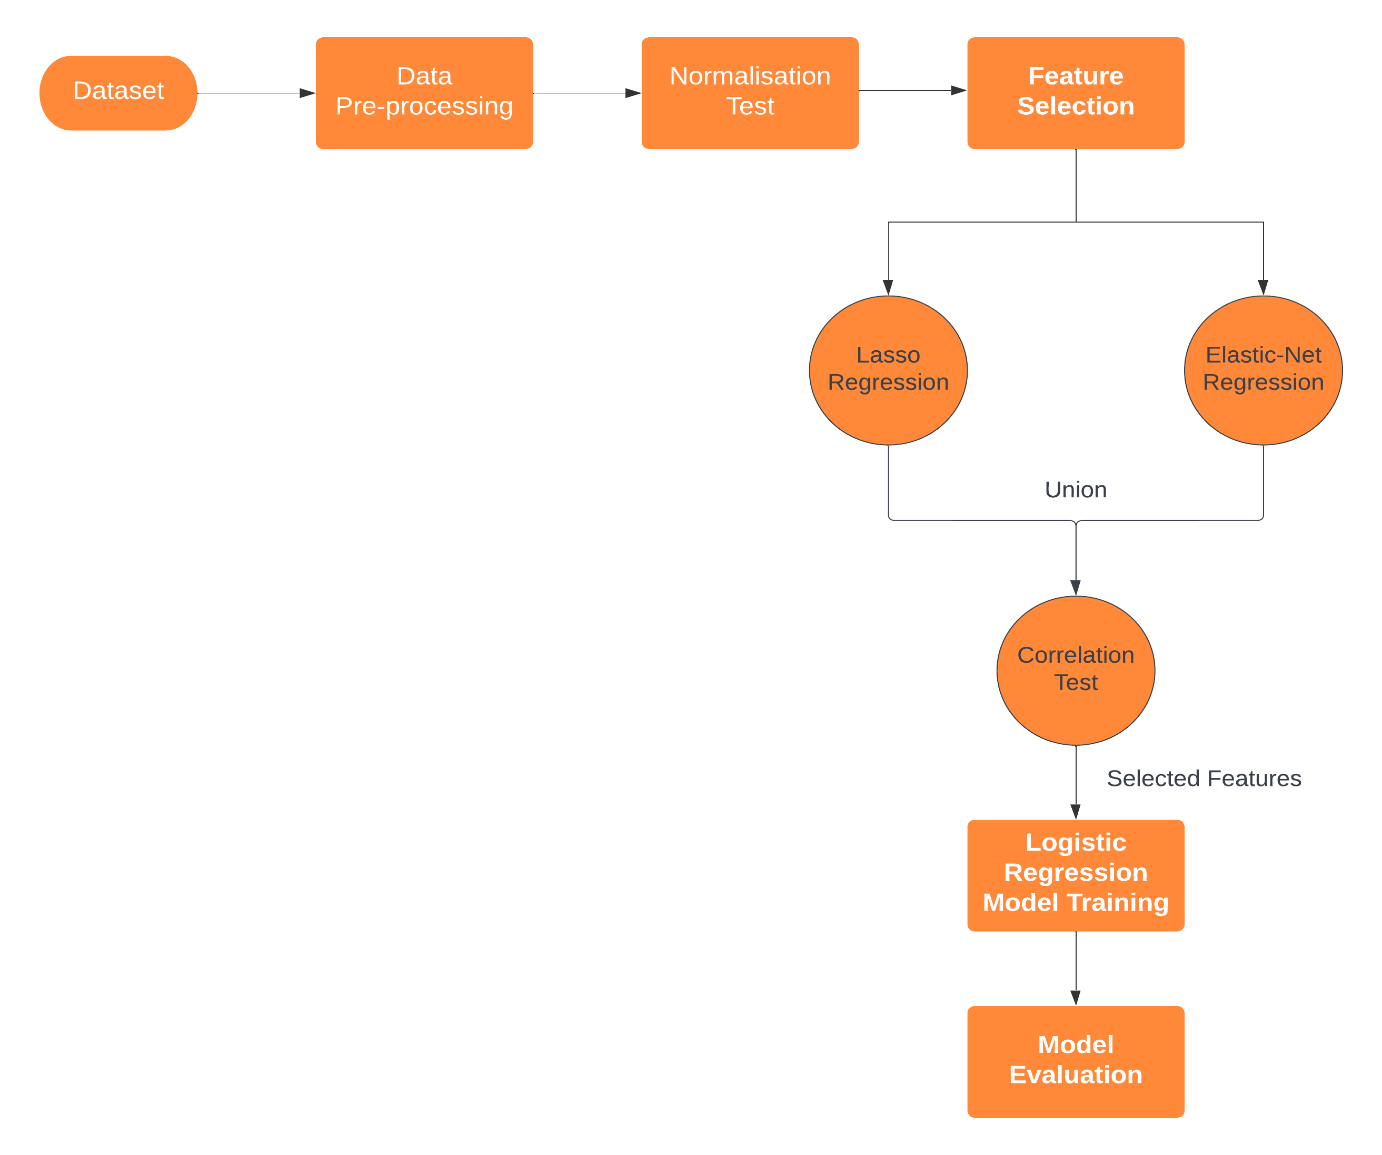 Dataset
Data
Pre-processing
Normalisation
Test
Feature
Selection
Lasso
Regression
Elastic-Net
Regression
Union
Correlation
Test
Selected Features
Logistic
Regression
Model Training
Model
Evaluation